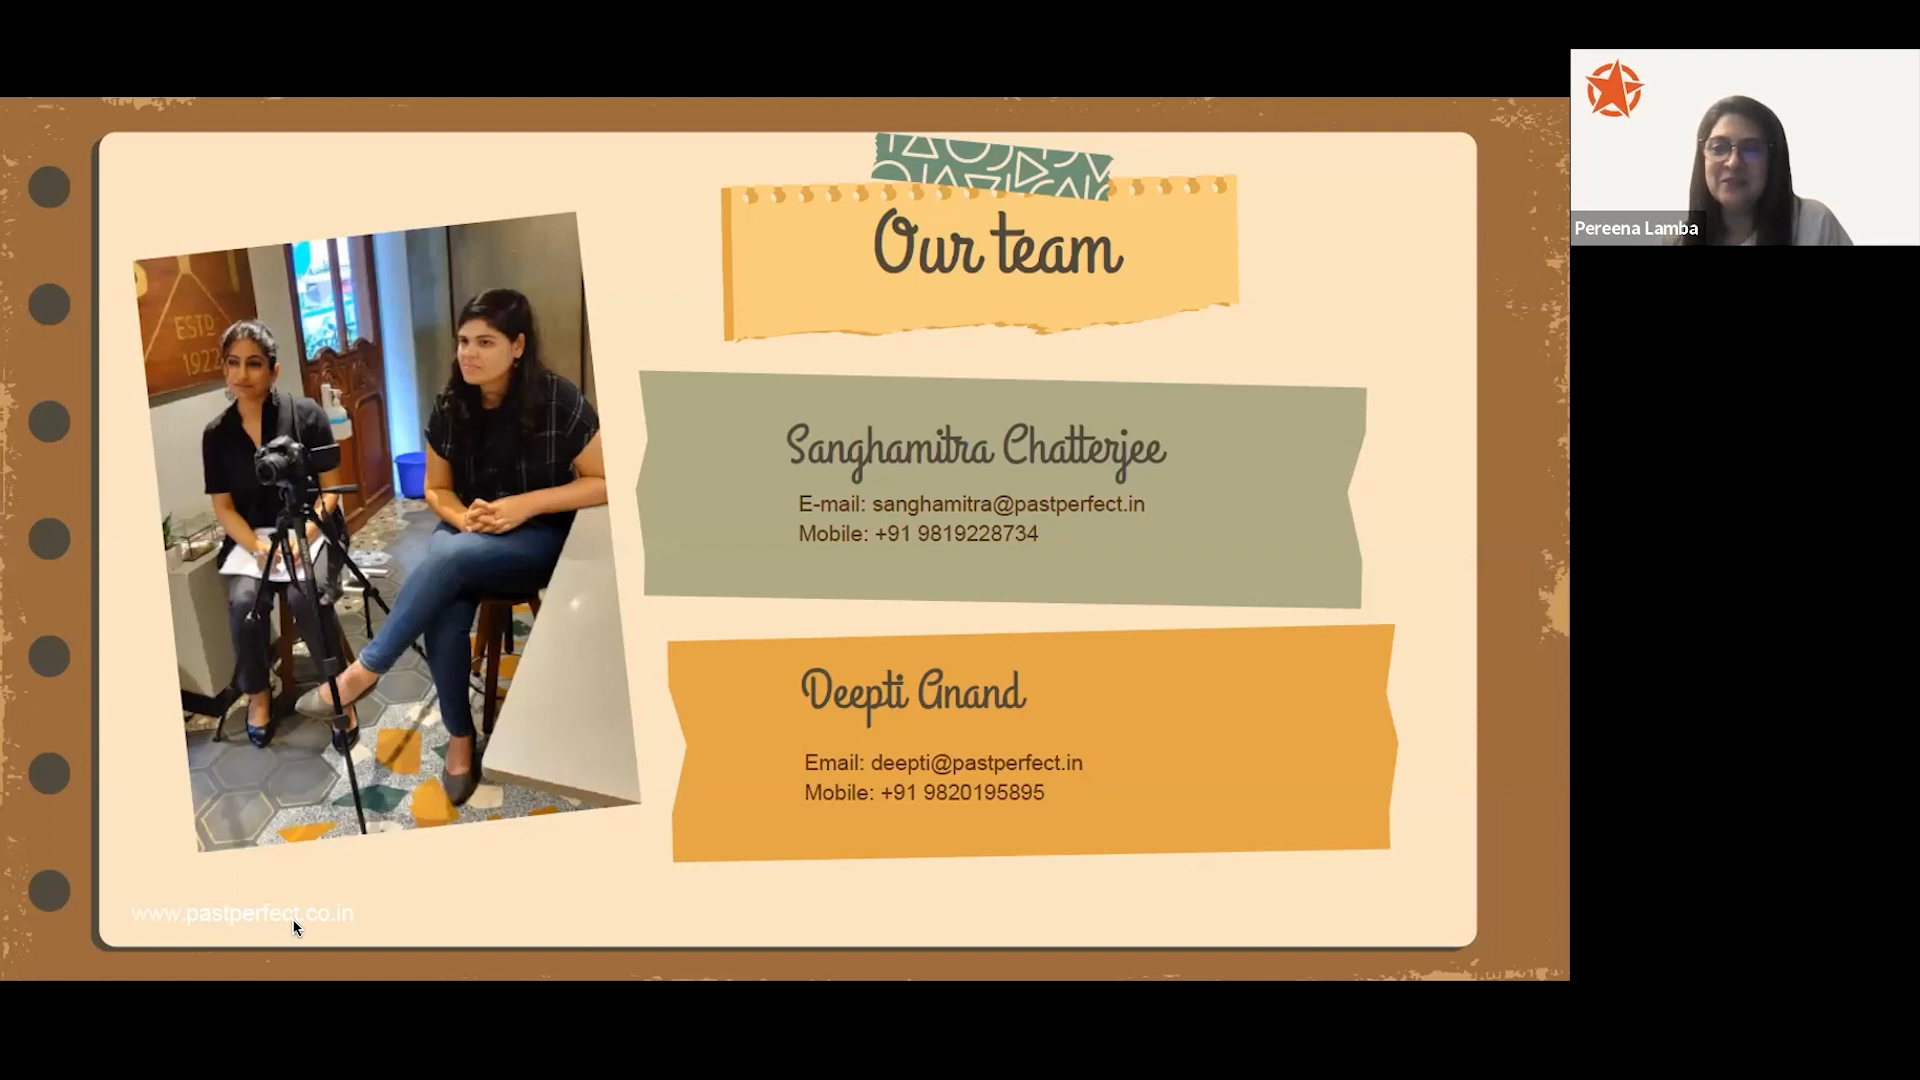 Our team
ESTD
1922
Sanghamitra Chatterjee
E-mail: sanghamitra@pastperfect.in
Mobile: +91 9819228734
Deepti Anand
Email: deepti@pastperfect.in
Mobile: +91 9820195895
www.pastperfect.co.in
Pereena Lamba